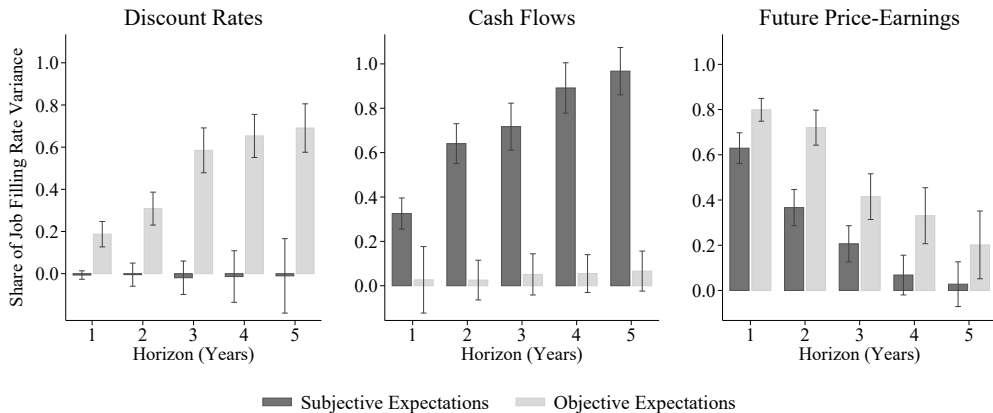 Discount Rates
Cash Flows
Future Price-Earnings
Share of Job Filling Rate Variance
1.0
0.8
0.6
0.4
0.2
0.0
1 2 3 4 5
Horizon (Years)
1.0
0.8
0.6
0.4
0.2
0.0
1 2 3 4 5
Horizon (Years)
1.0
0.8
0.6
0.4
0.2
0.0
1 2 3 4 5
Horizon (Years)
Subjective Expectations Objective Expectations